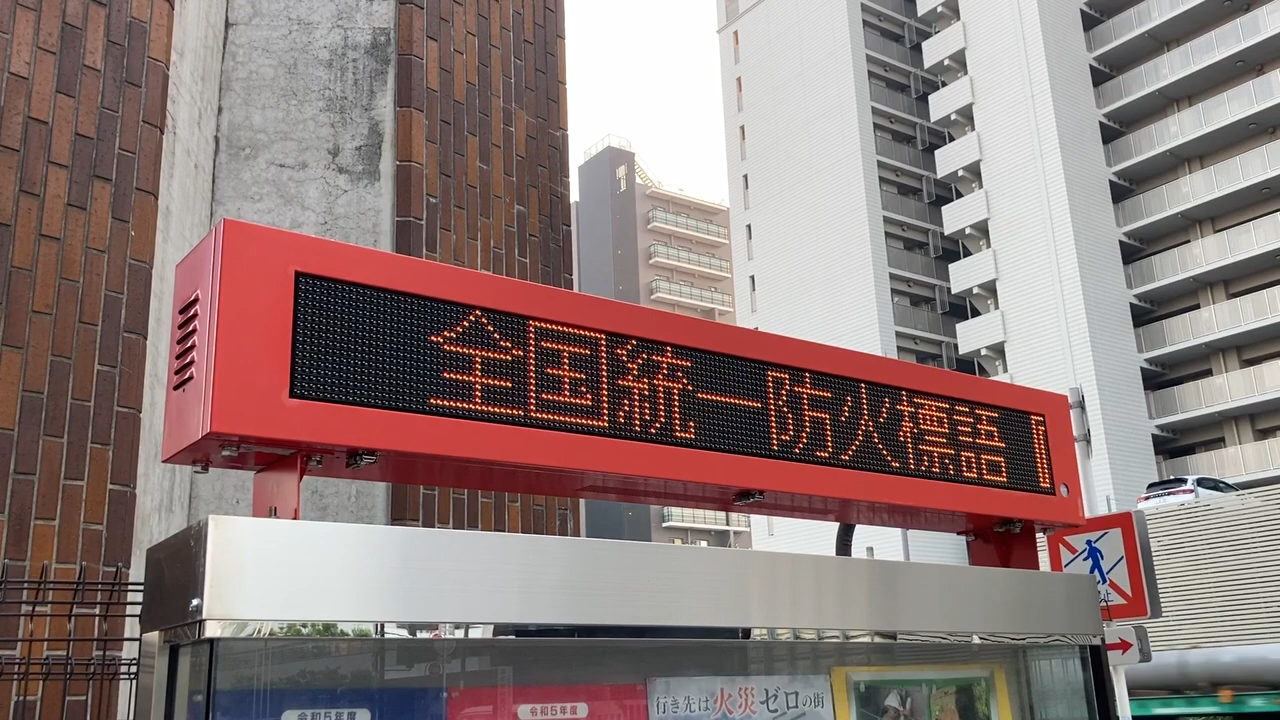 全国統一防火標語『
令和5年度
令和5年度
行き先は火災ゼロの街